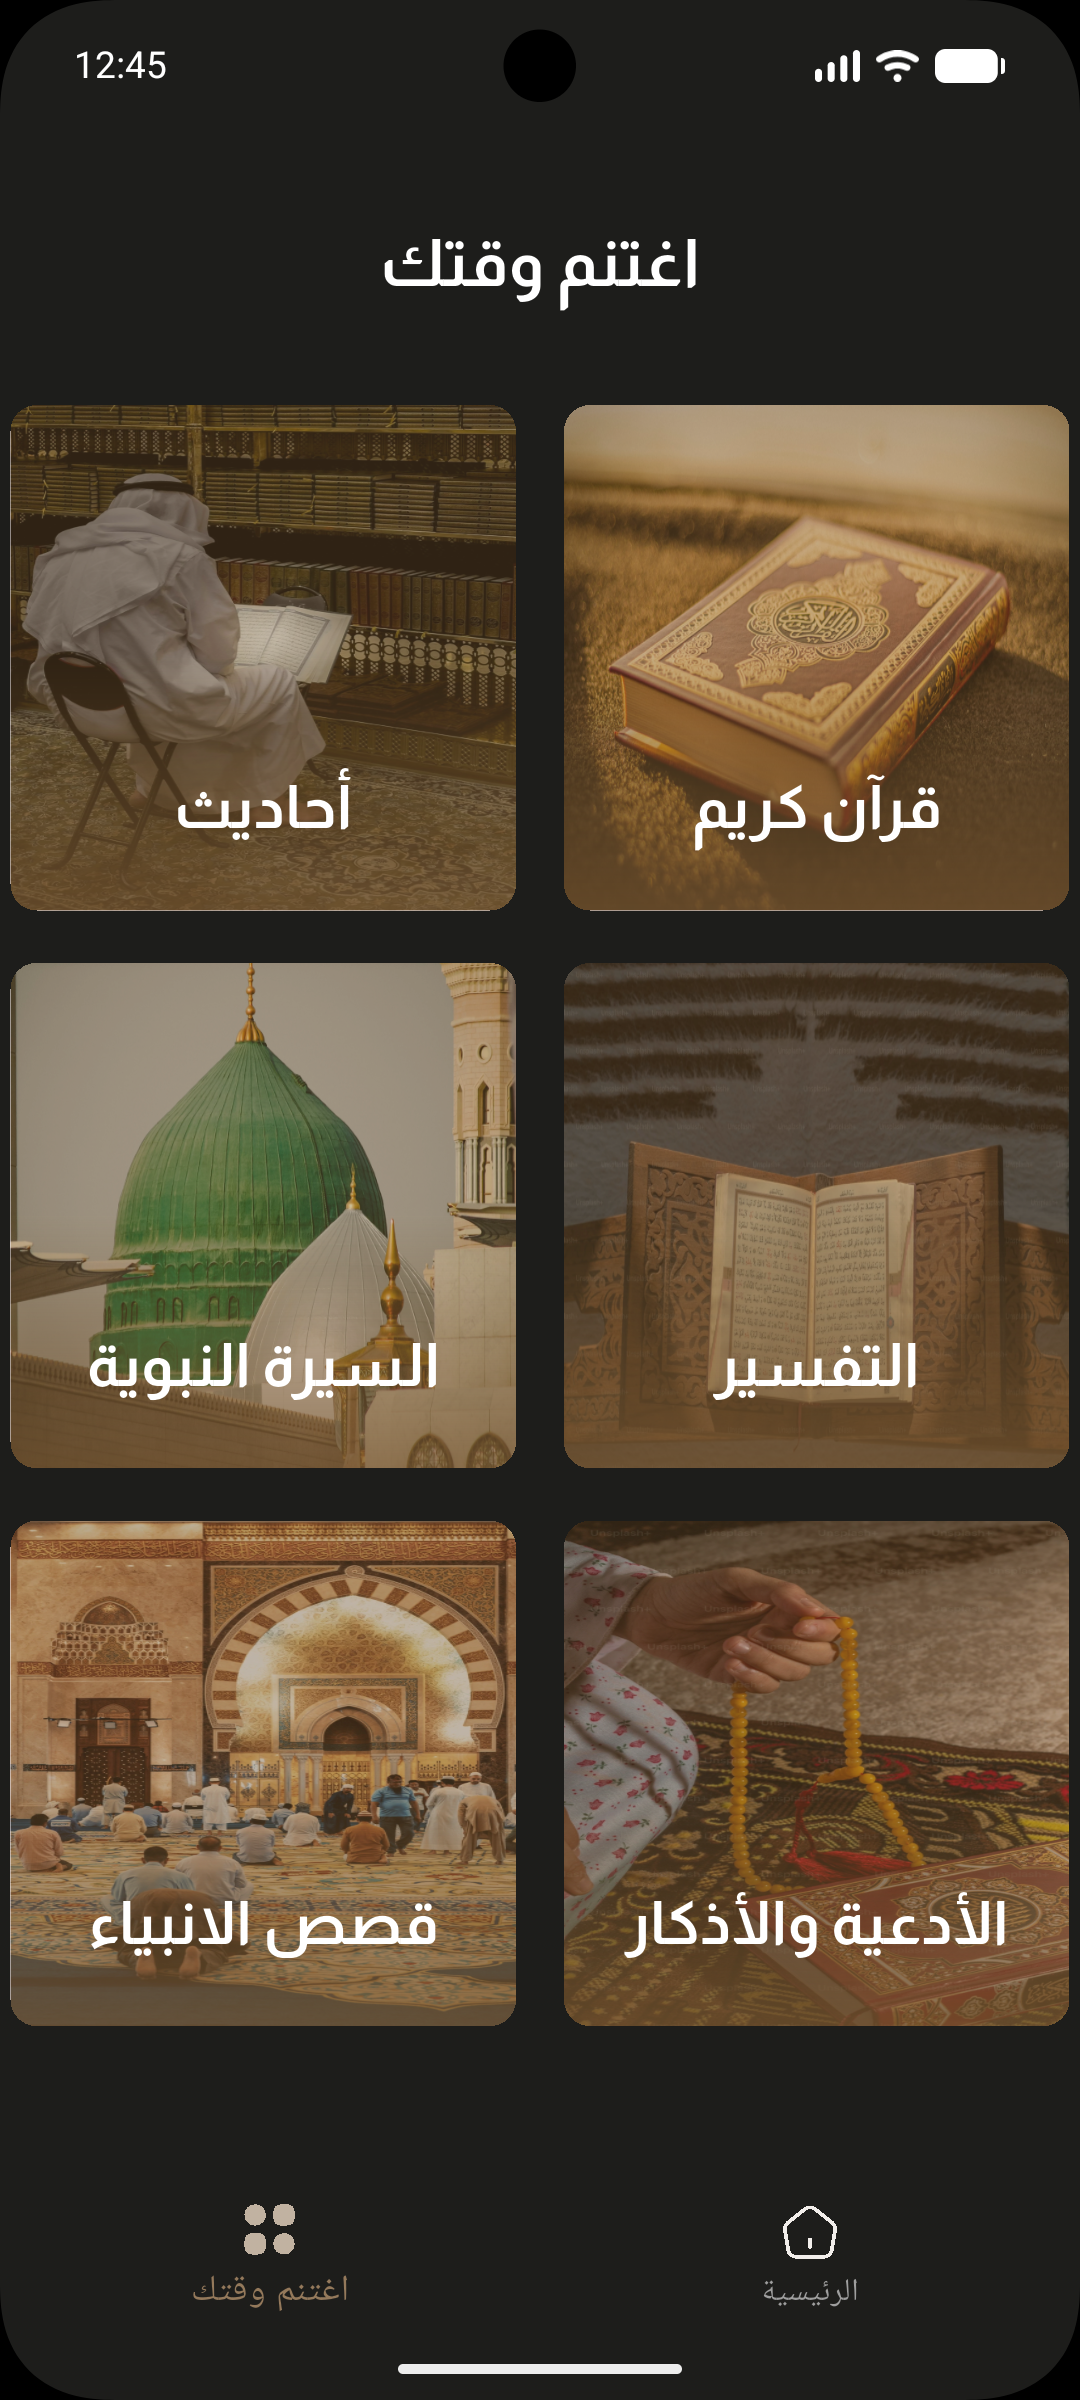 12:45
اغتنم وقتك
قرآن كريم
أحاديث
التفسير
السيرة النبوية
الأدعية والأذكار
قصص الانبياء
الرئيسية
اغتنم وقتك